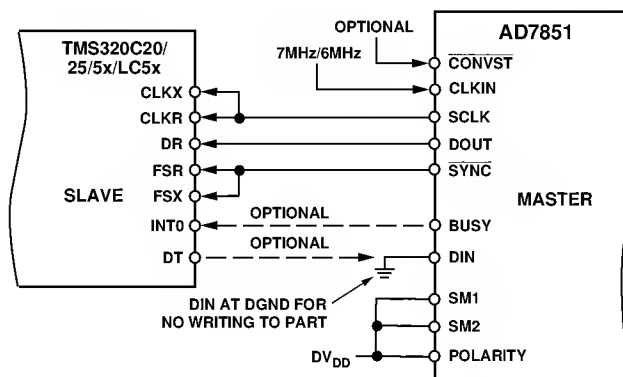 TMS320C20/
25/5x/LC5x
CLKX
CLKR
DR
FSR
FSX
SLAVE
INT0
DT
OPTIONAL
7MHz/6MHz
OPTIONAL
OPTIONAL
DIN AT DGND FOR
NO WRITING TO PART
DVDD
AD7851
CONVST
CLKIN
SCLK
DOUT
SYNC
MASTER
BUSY
DIN
SM1
SM2
POLARITY